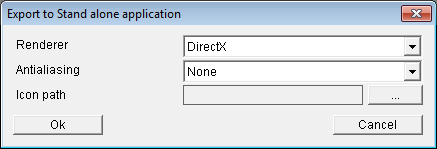 Export to Stand alone application
Renderer DirectX
Antialiasing None
Icon path ...
Ok Cancel